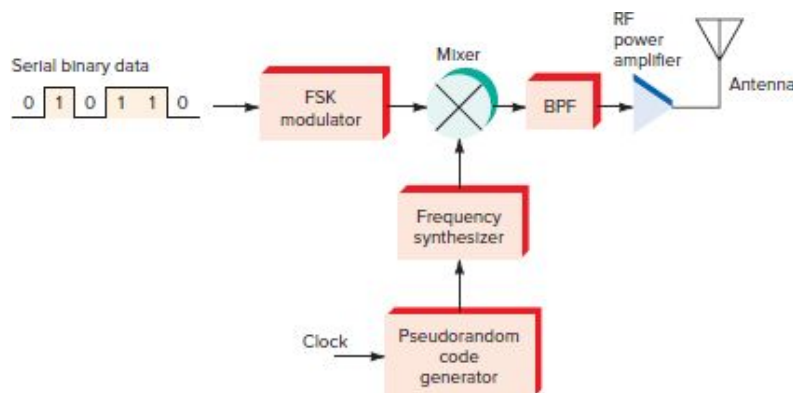 RF
power
amplifier
Mixer
Antenna
Serial binary data
0 1 0 1 1 0
FSK
modulator
BPF
Frequency
synthesizer
Clock
Pseudorandom
code
generator